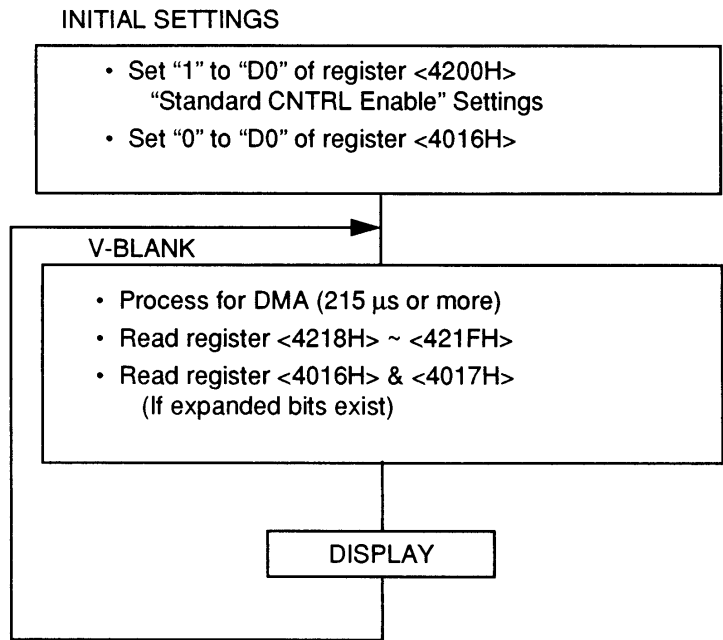 INITIAL SETTINGS
• Set “1” to “D0” of register <4200H>
“Standard CNTRL Enable” Settings
• Set “0” to “D0” of register <4016H>
V-BLANK
• Process for DMA (215 µs or more)
• Read register <4218H> ~ <421FH>
• Read register <4016H> & <4017H>
(If expanded bits exist)
DISPLAY